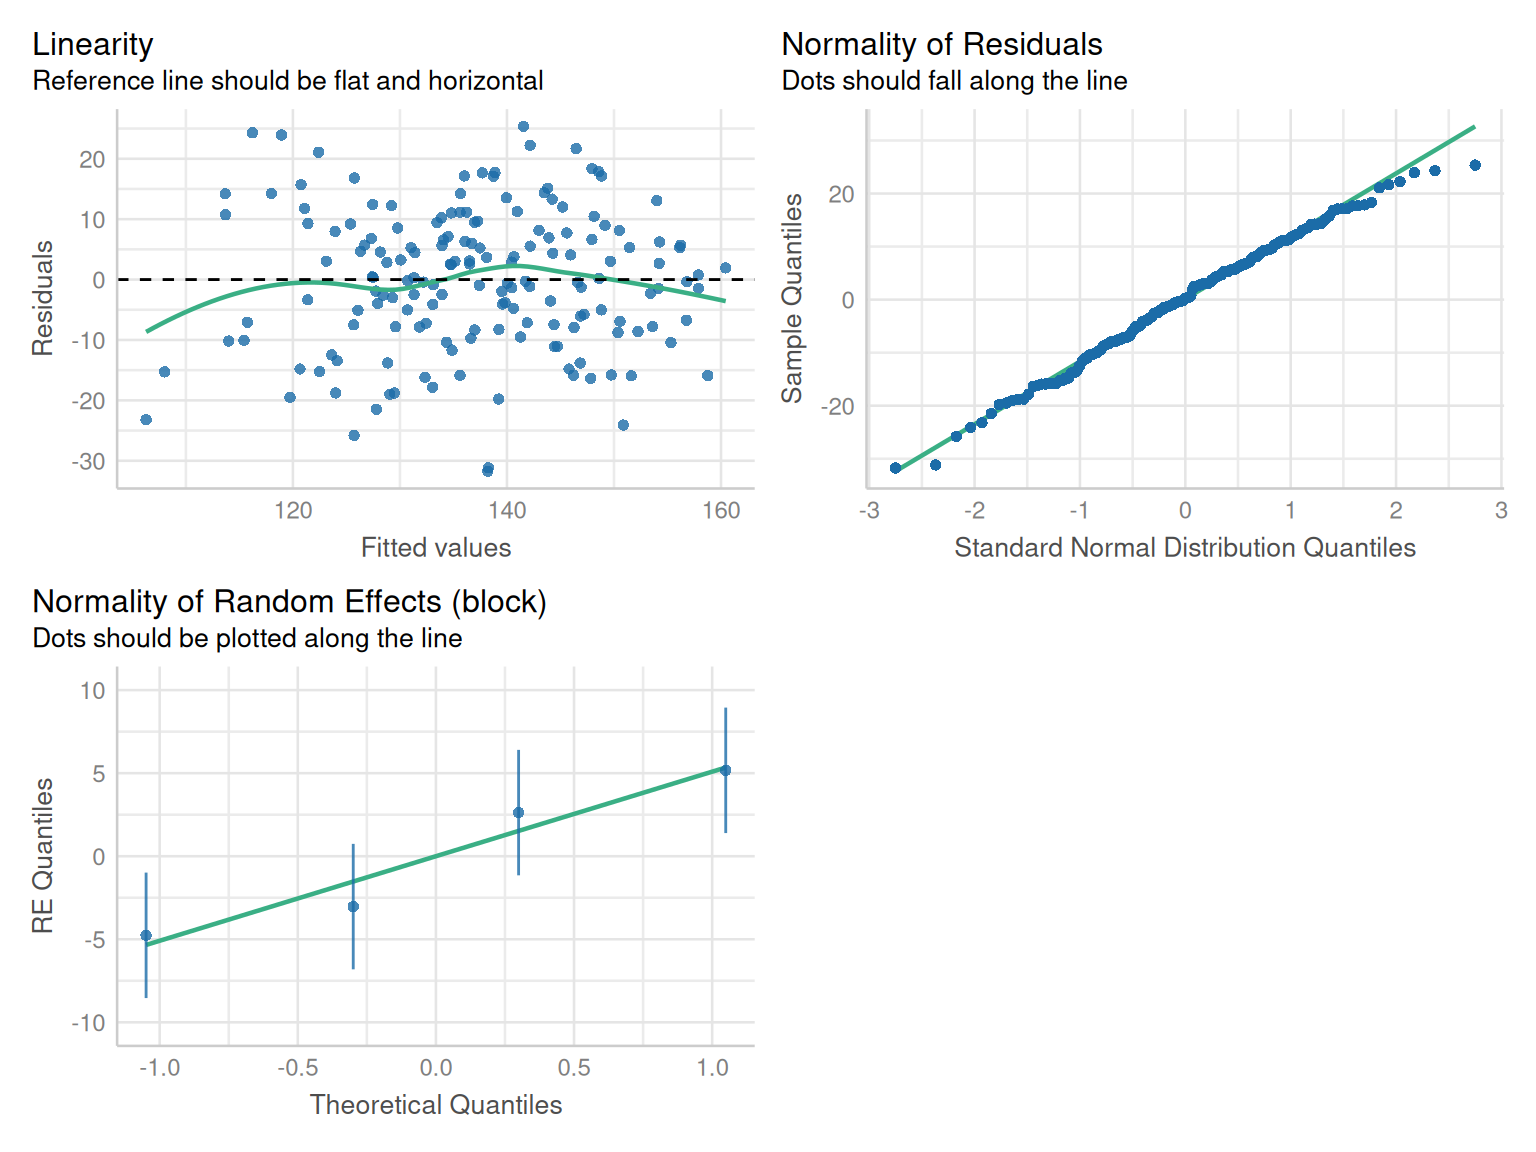 Linearity
Reference line should be flat and horizontal
20
10
0
-10
-20
-30
Residuals
120 140 160
Fitted values
Normality of Residuals
Dots should fall along the line
20
0
-20
Sample Quantiles
-3 -2 -1 0 1 2 3
Standard Normal Distribution Quantiles
Normality of Random Effects (block)
Dots should be plotted along the line
10
5
0
-5
-10
RE Quantiles
-1.0 -0.5 0.0 0.5 1.0
Theoretical Quantiles